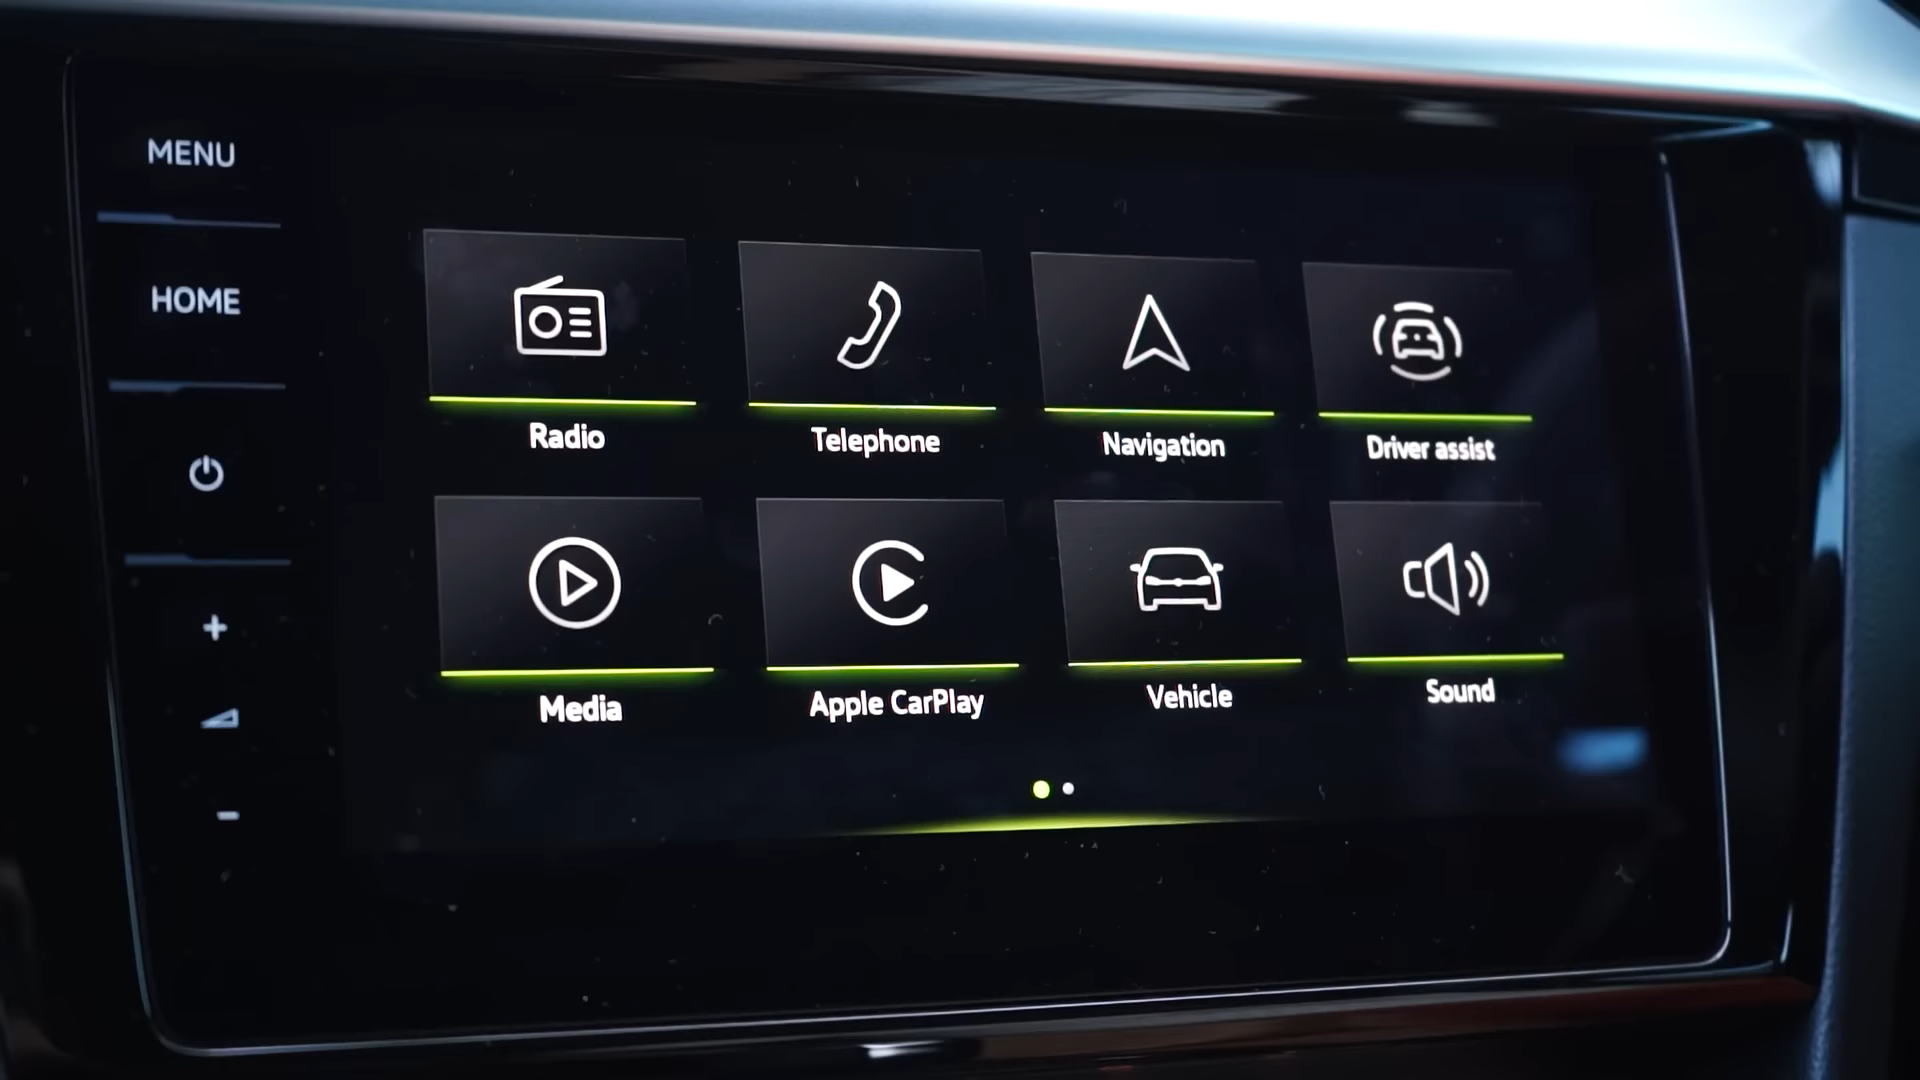 MENU
HOME
Radio
Telephone
Navigation
Driver assist
Media
Apple CarPlay
Vehicle
Sound
+
-